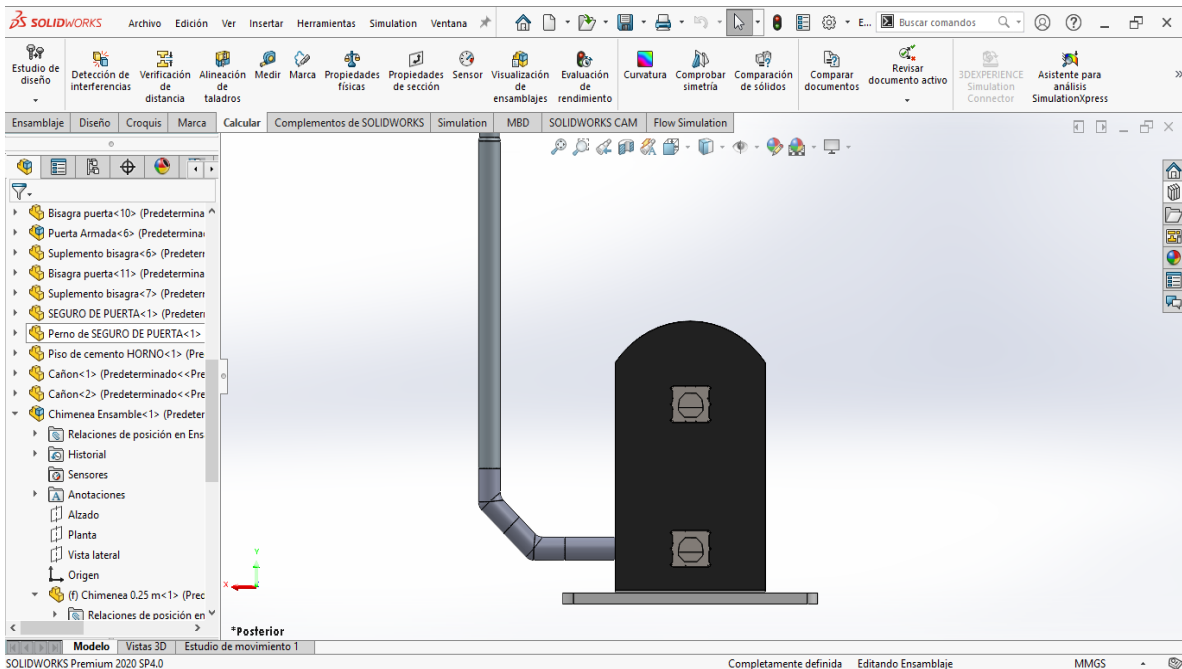 SOLIDWORKS Archivo Edición Ver Insertar Herramientas Simulation Ventana E... Buscar comandos
Estudio de diseño
Detección de interferencias
Verificación de distancia
Alineación de taladros
Medir
Marca
Propiedades físicas
Propiedades de sección
Sensor
Visualización de ensamblajes
Evaluación de rendimiento
Curvatura
Comprobar simetría
Comparación de sólidos
Comparar documentos
Revisar documento activo
3DEXPERIENCE Simulation Connector
Asistente para análisis SimulationXpress
Ensamblaje Diseño Croquis Marca Calcular Complementos de SOLIDWORKS Simulation MBD SOLIDWORKS CAM Flow Simulation
Bisagra puerta<10> (Predetermina
Puerta Armada<6> (Predetermina
Suplemento bisagra<6> (Predeter
Bisagra puerta<11> (Predetermina
Suplemento bisagra<7> (Predeter
SEGURO DE PUERTA<1> (Predeter
Perno de SEGURO DE PUERTA<1>
Piso de cemento HORNO<1> (Pre
Cañon<1> (Predeterminado<<Pre
Cañon<2> (Predeterminado<<Pre
Chimenea Ensamble<1> (Predeter
Relaciones de posición en Ens
Historial
Sensores
Anotaciones
Alzado
Planta
Vista lateral
Origen
(f) Chimenea 0.25 m<1> (Prec
Relaciones de posición en
Y
X
*Posterior
Modelo Vistas 3D Estudio de movimiento 1
SOLIDWORKS Premium 2020 SP4.0 Completamente definida Editando Ensamblaje MMGS